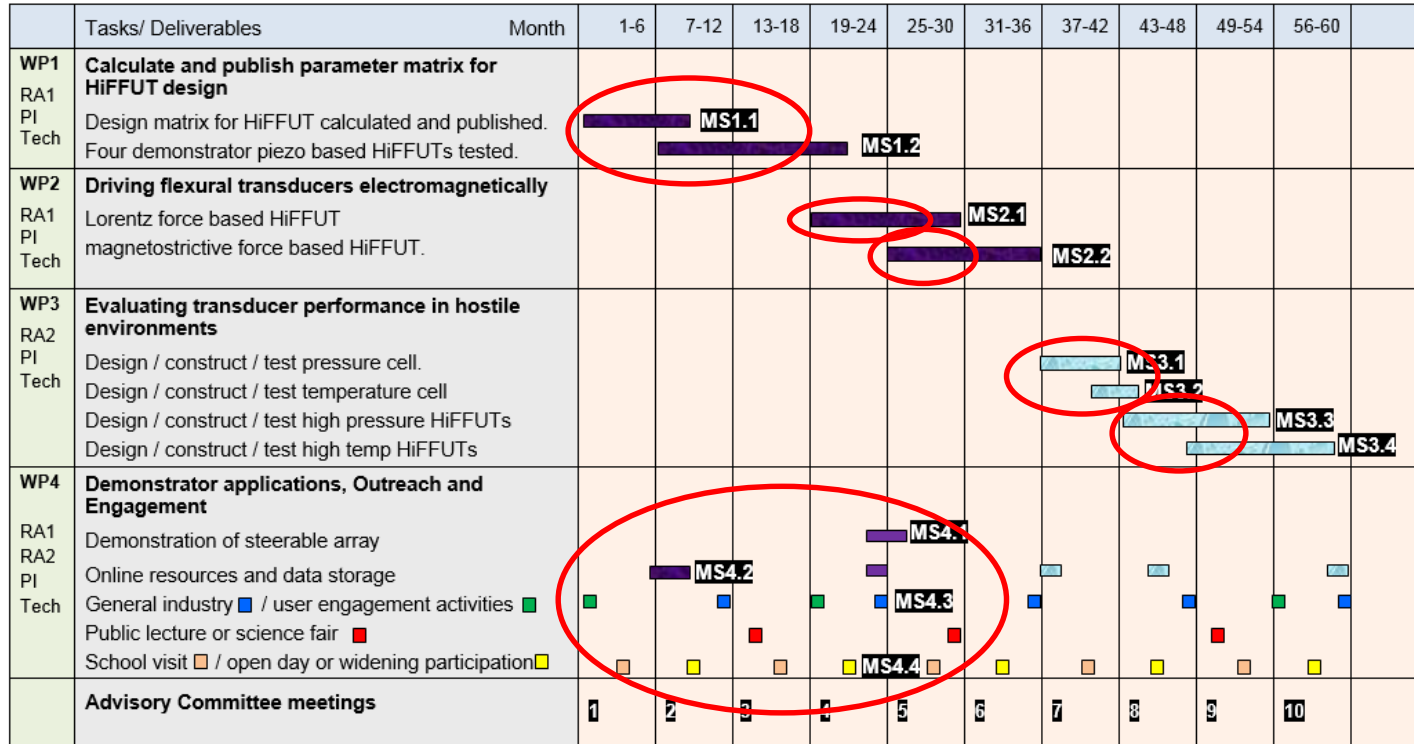 Tasks/ Deliverables Month 1-6 7-12 13-18 19-24 25-30 31-36 37-42 43-48 49-54 56-60
WP1 Calculate and publish parameter matrix for
HiFFUT design
RA1
PI
Tech
Design matrix for HiFFUT calculated and published. MS1.1
Four demonstrator piezo based HiFFUTs tested. MS1.2
WP2 Driving flexural transducers electromagnetically
RA1
PI
Tech
Lorentz force based HiFFUT MS2.1
magnetostrictive force based HiFFUT. MS2.2
WP3 Evaluating transducer performance in hostile
environments
RA2
PI
Tech
Design / construct / test pressure cell. MS3.1
Design / construct / test temperature cell MS3.2
Design / construct / test high pressure HiFFUTs MS3.3
Design / construct / test high temp HiFFUTs MS3.4
WP4 Demonstrator applications, Outreach and
Engagement
RA1
RA2
PI
Tech
Demonstration of steerable array MS4.1
Online resources and data storage MS4.2
General industry / user engagement activities MS4.3
Public lecture or science fair
School visit / open day or widening participation MS4.4
Advisory Committee meetings 1 2 3 4 5 6 7 8 9 10